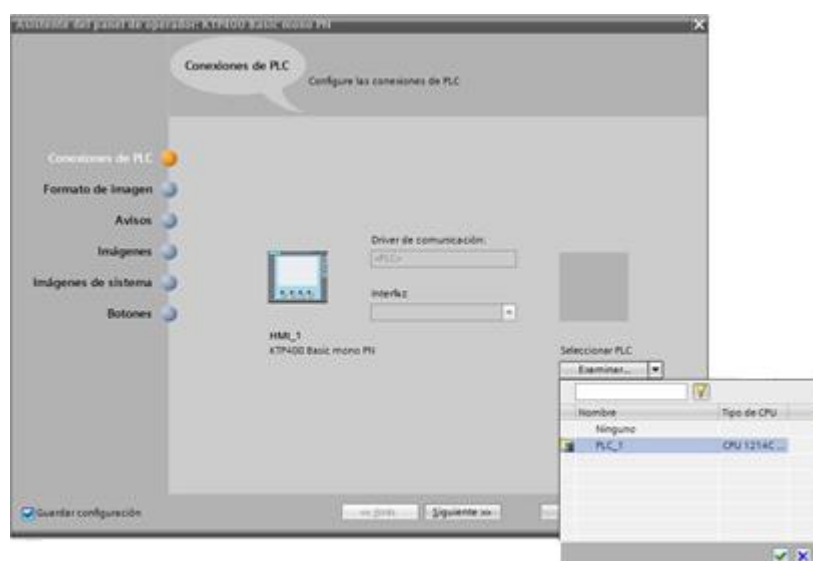 Asistente del panel de operador: KTP400 Basic mono PN
Conexiones de PLC
Configure las conexiones de PLC
Conexiones de PLC
Formato de imagen
Avisos
Imágenes
Imágenes de sistema
Botones
Driver de comunicación:
<PLC>
Interfaz:
HMI_1
KTP400 Basic mono PN
Seleccionar PLC
Examinar...
Nombre Tipo de CPU
Ninguno
PLC_1 CPU 1214C ...
Guardar configuración
<< Atrás Siguiente >>